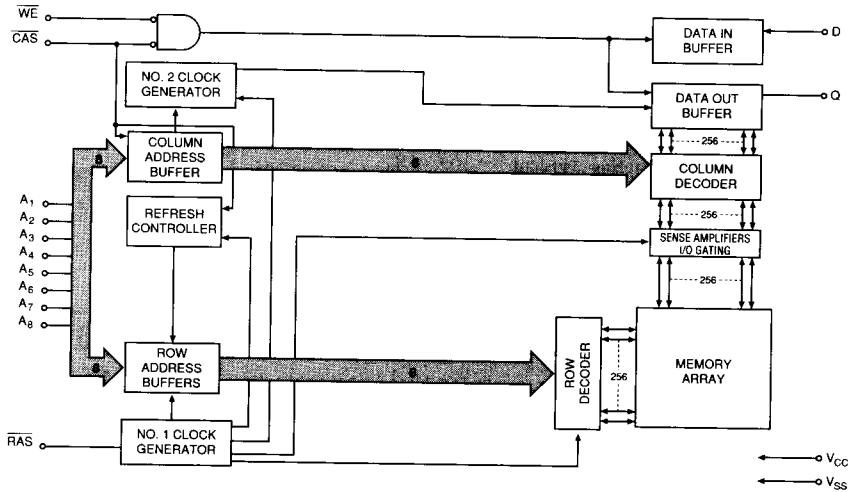 WE
CAS
NO. 2 CLOCK
GENERATOR
8
COLUMN
ADDRESS
BUFFER
8
REFRESH
CONTROLLER
A1
A2
A3
A4
A5
A6
A7
A8
8
ROW
ADDRESS
BUFFERS
8
RAS
NO. 1 CLOCK
GENERATOR
DATA IN
BUFFER
D
DATA OUT
BUFFER
Q
256
COLUMN
DECODER
256
SENSE AMPLIFIERS
I/O GATING
256
ROW
DECODER
256
MEMORY
ARRAY
VCC
VSS